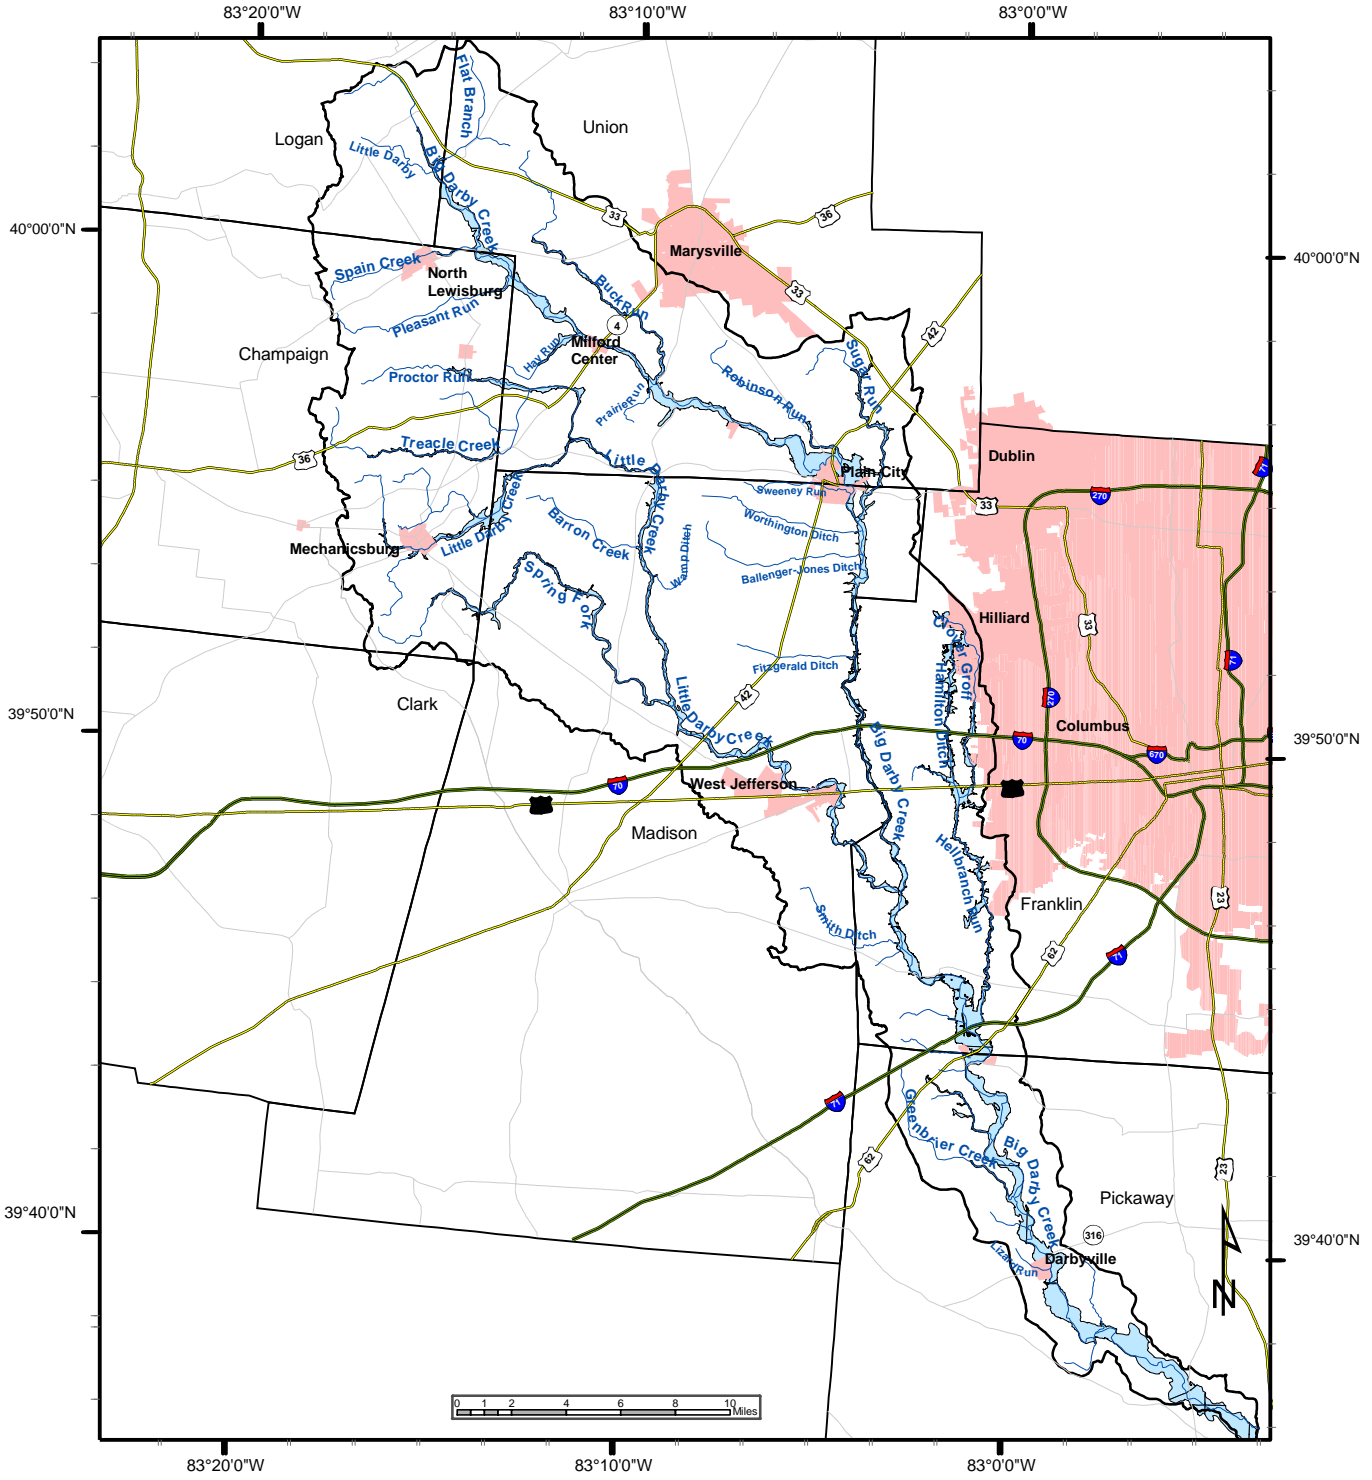 83°20'0"W
83°10'0"W
83°0'0"W
Flat Branch
Union
Logan
Little Darby
Big Darby Creek
33
36
40°00'0"N
Marysville
40°00'0"N
Spain Creek
North
Lewisburg
33
Buck Run
Pleasant Run
4
42
Champaign
Hay Run
Milford
Center
Sugar Run
Proctor Run
Robinson Run
Prairie Run
Treacle Creek
36
Little Darby Creek
Dublin
71
Plain City
Sweeney Run
270
33
Little Darby Creek
Barron Creek
Worthington Ditch
Mechanicsburg
Wamp Ditch
Ballenger-Jones Ditch
Spring Fork
Hilliard
33
Clover Groff
Hamilton Ditch
Fitzgerald Ditch
71
Clark
42
270
39°50'0"N
Little Darby Creek
Big Darby Creek
Columbus
39°50'0"N
70
670
70
West Jefferson
Madison
Hellbranch Run
Smith Ditch
Franklin
23
62
71
71
Greenbrier Creek
62
Big Darby Creek
23
Pickaway
39°40'0"N
316
39°40'0"N
Lizard Run
Darbyville
N
0 1 2 4 6 8 10
Miles
83°20'0"W
83°10'0"W
83°0'0"W